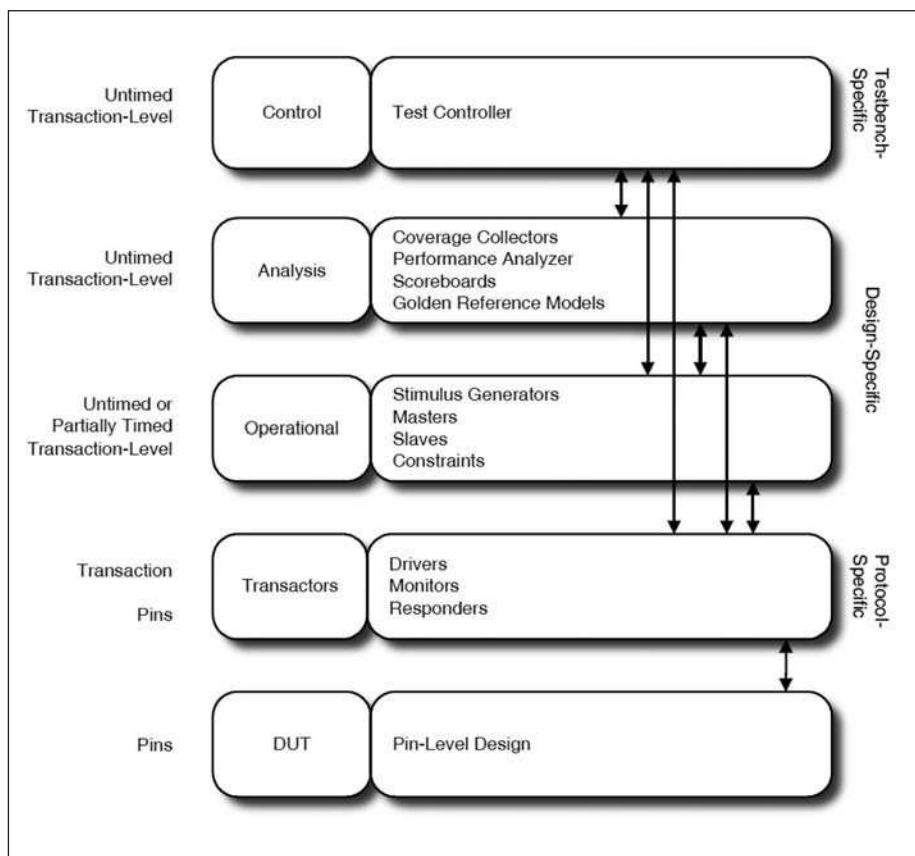 Untimed
Transaction-Level
Control
Test Controller
Testbench-
Specific
Untimed
Transaction-Level
Analysis
Coverage Collectors
Performance Analyzer
Scoreboards
Golden Reference Models
Design-Specific
Untimed or
Partially Timed
Transaction-Level
Operational
Stimulus Generators
Masters
Slaves
Constraints
Transaction
Pins
Transactors
Drivers
Monitors
Responders
Protocol-
Specific
Pins
DUT
Pin-Level Design